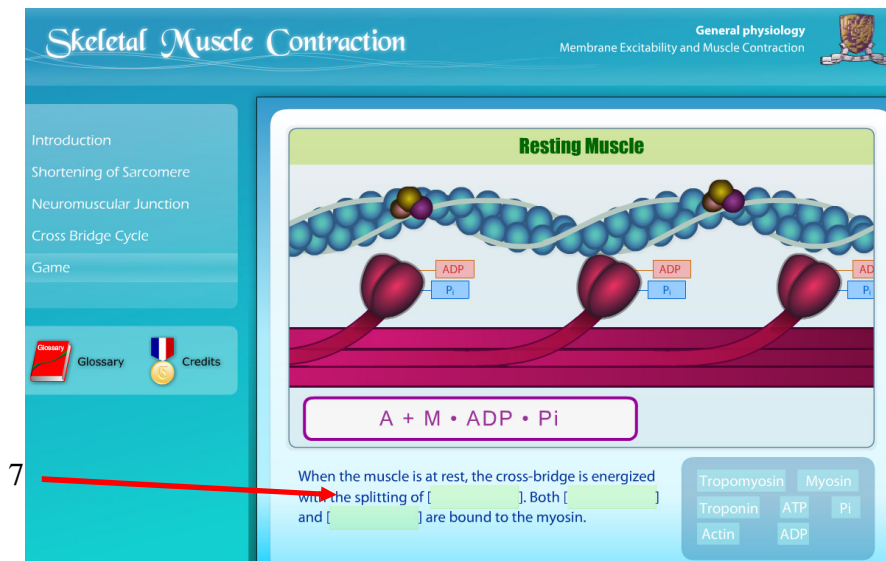 Skeletal Muscle Contraction
General physiology
Membrane Excitability and Muscle Contraction
Introduction
Shortening of Sarcomere
Neuromuscular Junction
Cross Bridge Cycle
Game
Glossary
Glossary
Credits
Resting Muscle
ADP
Pi
ADP
Pi
AD
P
A + M • ADP • Pi
7
When the muscle is at rest, the cross-bridge is energized
with the splitting of [ ]. Both [ ]
and [ ] are bound to the myosin.
Tropomyosin Myosin
Troponin ATP Pi
Actin ADP